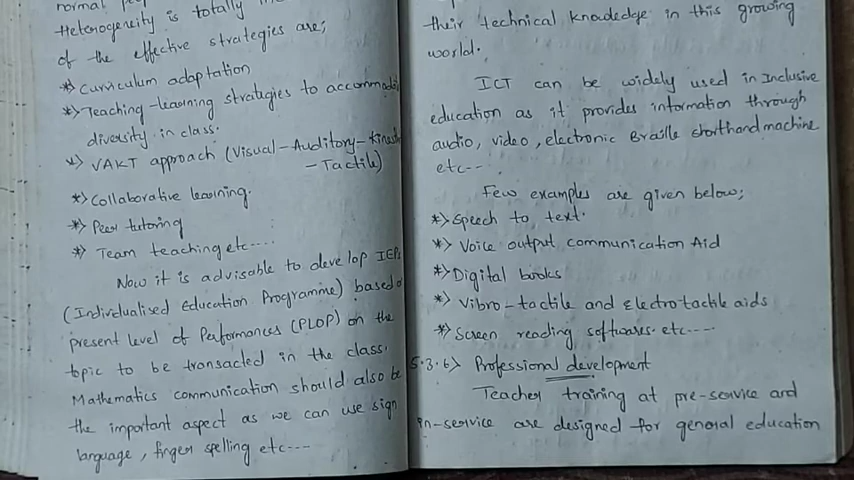 normal
Heterogeneity is totally
of the effective strategies are;
*> Curriculum adaptation
*> Teaching-learning strategies to accommodate
diversity in class.
*> VAKT approach (Visual-Auditory-Kinesth
-Tactile)
*> Collaborative learning.
*> Peer tutoring
*> Team teaching etc----
Now it is advisable to develop IEPs
(Individualised Education Programme) based on
present level of Performances (PLOP) on the
topic to be transacted in the class.
Mathematics communication should also be
the important aspect as we can use sign
language, finger spelling etc---
their technical knowdedge in this growing
world.
ICT can be widely used in Inclusive
education as it provides information through
audio, video, electronic Braille shorthand machine
etc--
Few examples are given below;
*> Speech to text.
*> Voice output communication Aid
*> Digital books
*> Vibro-tactile and Electrotactile aids
*> Screen reading softwares. etc----
5.3.6> Professional development
Teacher training at pre-service and
in-service are designed for general education